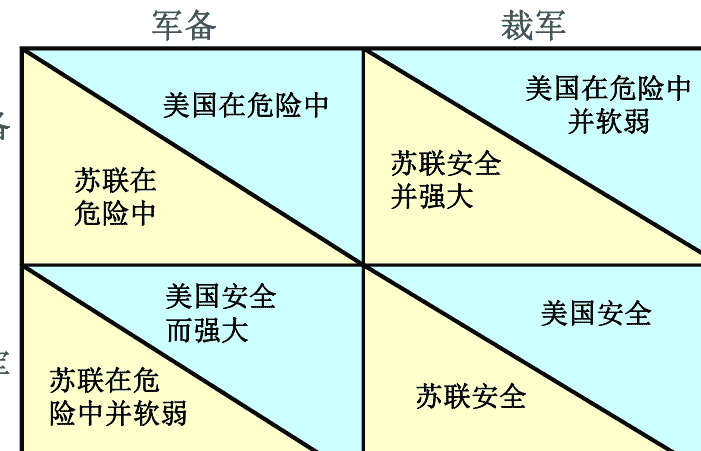 军备
裁军
美国在危险中
苏联在
危险中
美国在危险中
并软弱
苏联安全
并强大
美国安全
而强大
苏联在危
险中并软弱
美国安全
苏联安全